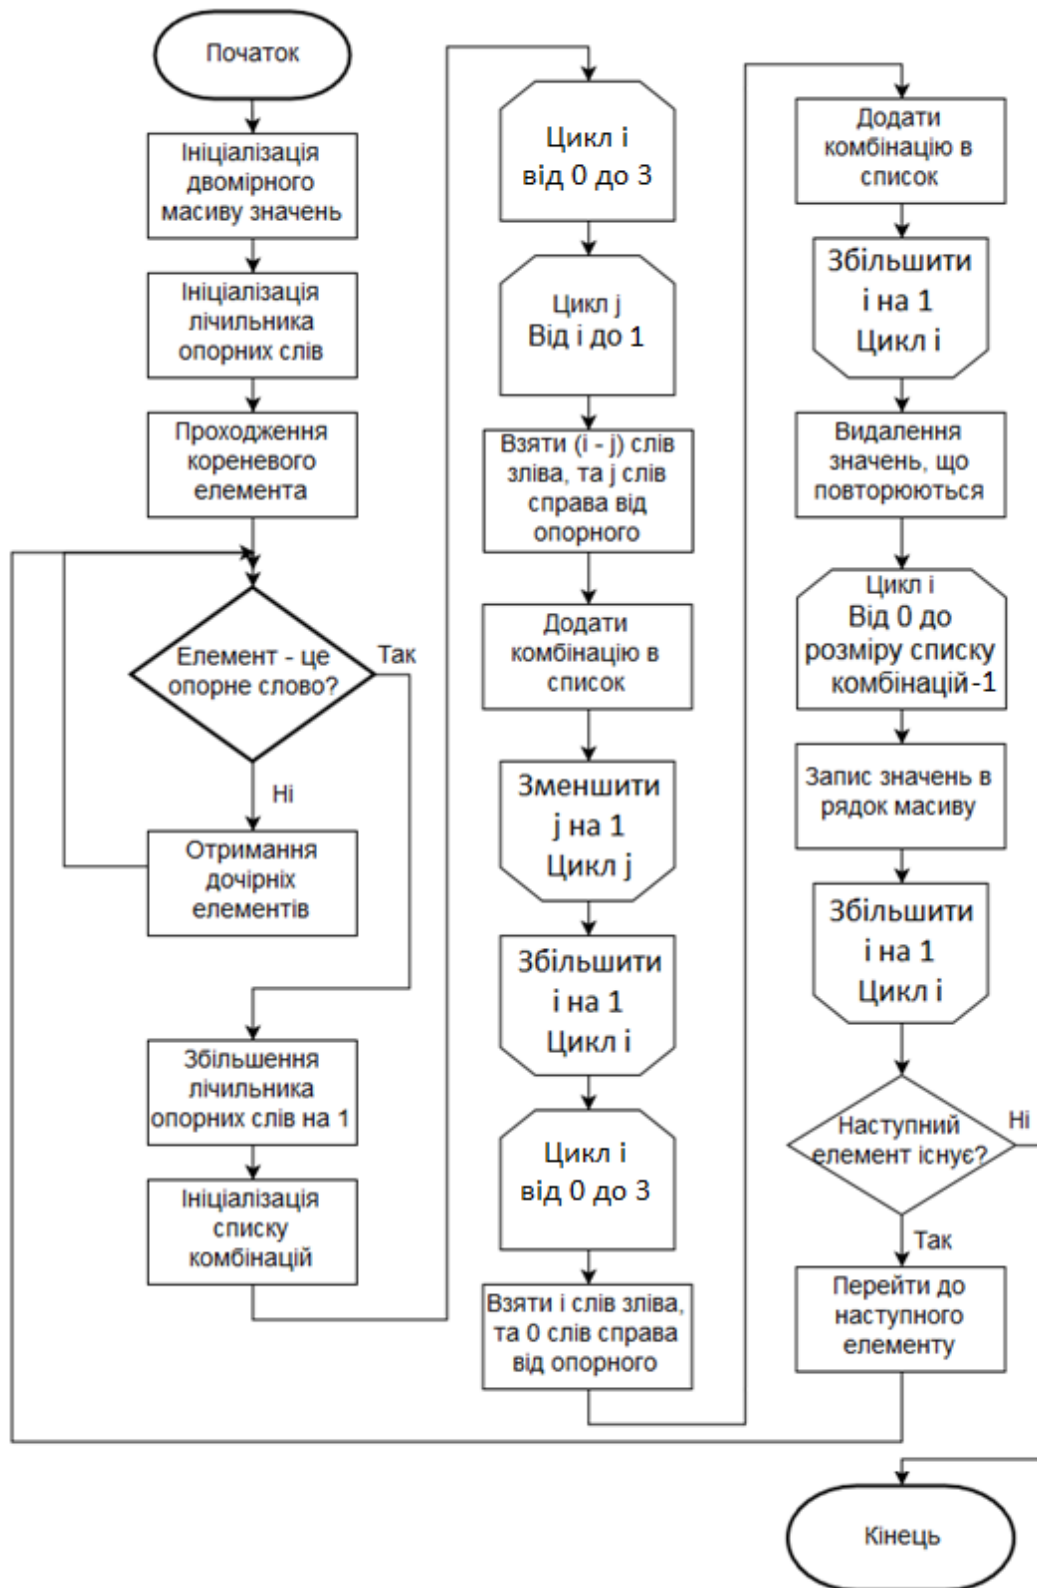 Початок
Ініціалізація
двомірного
масиву значень
Ініціалізація
лічильника
опорних слів
Проходження
кореневого
елемента
Елемент - це
опорне слово?
Так
Ні
Отримання
дочірніх
елементів
Збільшення
лічильника
опорних слів на 1
Ініціалізація
списку
комбінацій
Цикл і
від 0 до 3
Цикл j
Від і до 1
Взяти (i - j) слів
зліва, та j слів
справа від
опорного
Додати
комбінацію в
список
Зменшити
j на 1
Цикл j
Збільшити
і на 1
Цикл і
Цикл і
від 0 до 3
Взяти і слів зліва,
та 0 слів справа
від опорного
Додати
комбінацію в
список
Збільшити
і на 1
Цикл і
Видалення
значень, що
повторюються
Цикл і
Від 0 до
розміру списку
комбінацій-1
Запис значень в
рядок масиву
Збільшити
і на 1
Цикл і
Наступний
елемент існує?
Ні
Так
Перейти до
наступного
елементу
Кінець